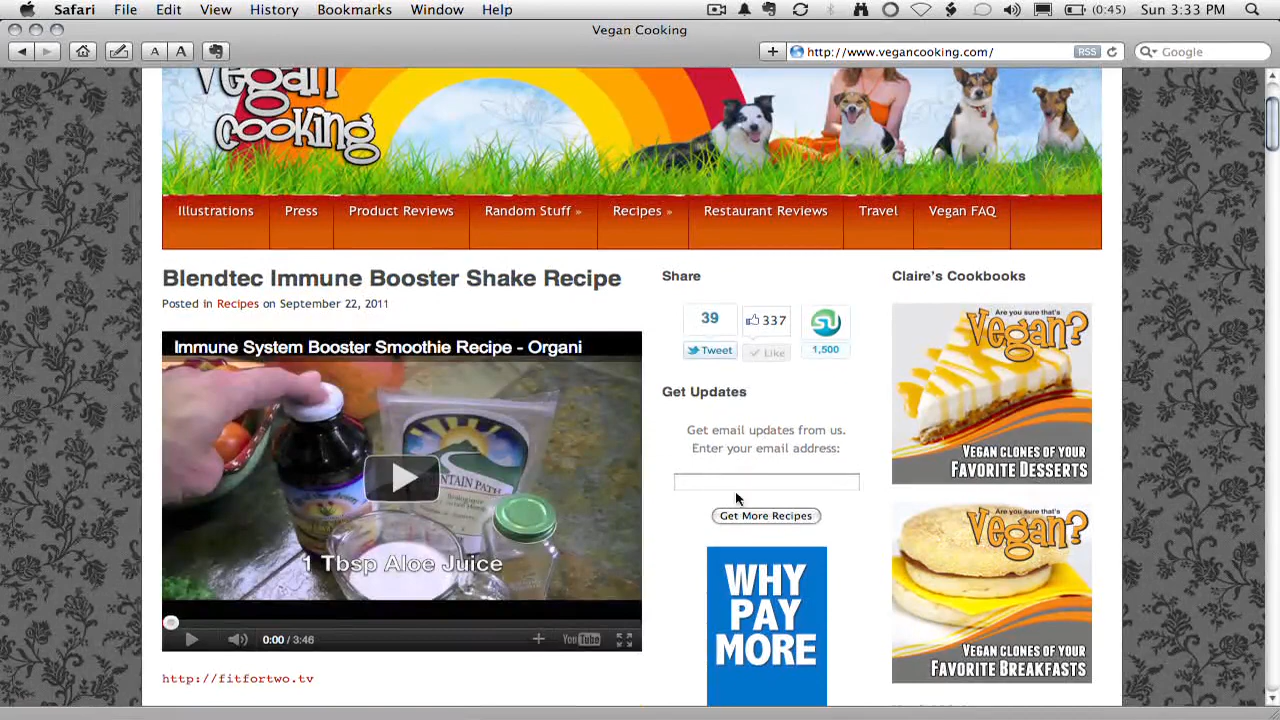 Safari File Edit View History Bookmarks Window Help (0:45) Sun 3:33 PM
Vegan Cooking
A A + http://www.vegancooking.com/ RSS Google
Vegan
cooking
Illustrations Press Product Reviews Random Stuff » Recipes » Restaurant Reviews Travel Vegan FAQ
Blendtec Immune Booster Shake Recipe
Posted in Recipes on September 22, 2011
Immune System Booster Smoothie Recipe - Organi
MOUNTAIN PATH
1 Tbsp Aloe Juice
0:00 / 3:46
YouTube
http://fitfortwo.tv
Share
39 337
Tweet Like 1,500
Get Updates
Get email updates from us.
Enter your email address:
Get More Recipes
WHY
PAY
MORE
Claire's Cookbooks
Are you sure that's
Vegan?
VEGAN CLONES OF YOUR
FAVORITE DESSERTS
Are you sure that's
Vegan?
VEGAN CLONES OF YOUR
FAVORITE BREAKFASTS